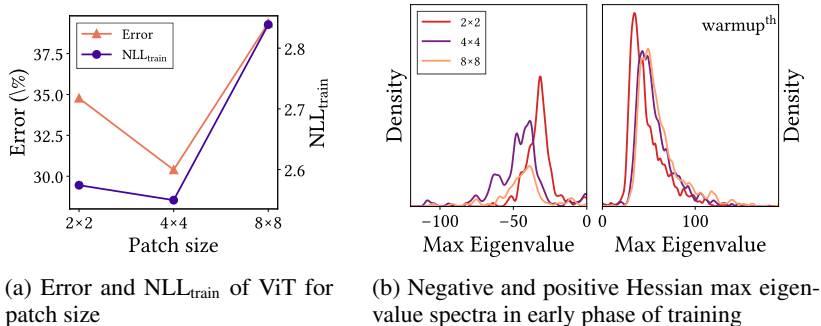 Error
NLLtrain
37.5
35.0
32.5
30.0
Error (\%)
2.8
2.7
2.6
NLLtrain
2×2
4×4
8×8
Patch size
(a) Error and NLLtrain of ViT for
patch size
2×2
4×4
8×8
Density
−100
−50
0
Max Eigenvalue
warmupth
Density
0
100
Max Eigenvalue
(b) Negative and positive Hessian max eigen-
value spectra in early phase of training